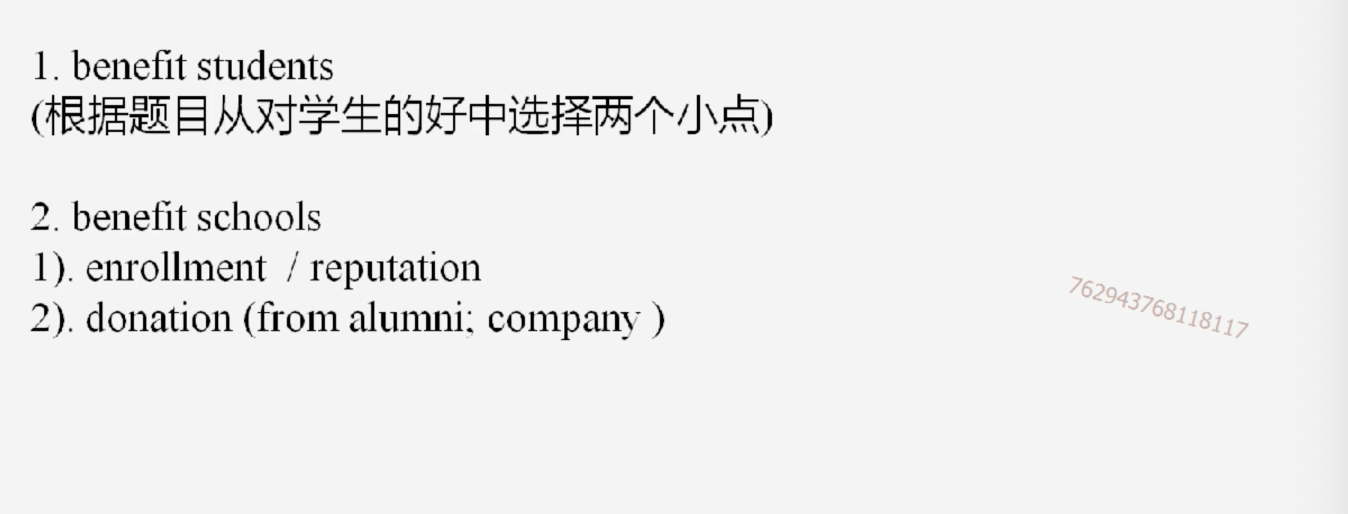 1. benefit students
(根据题目从对学生的好中选择两个小点)
2. benefit schools
1). enrollment / reputation
2). donation (from alumni; company )
762943768118117